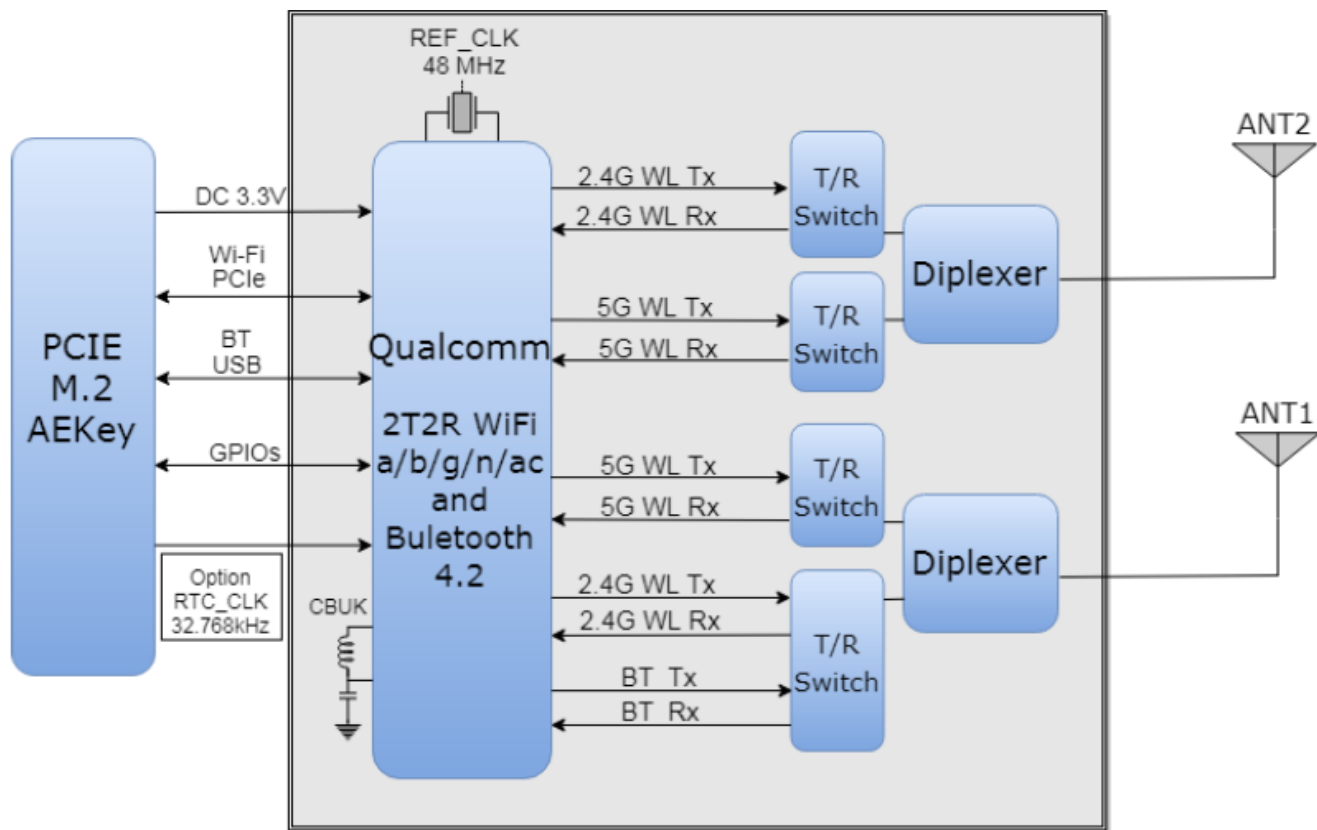 REF_CLK
48 MHz
PCIE
M.2
AEKey
DC 3.3V
Wi-Fi
PCIe
BT
USB
GPIOs
Option
RTC_CLK
32.768kHz
CBUK
Qualcomm
2T2R WiFi
a/b/g/n/ac
and
Buletooth
4.2
2.4G WL Tx
2.4G WL Rx
5G WL Tx
5G WL Rx
5G WL Tx
5G WL Rx
2.4G WL Tx
2.4G WL Rx
BT Tx
BT Rx
T/R
Switch
T/R
Switch
T/R
Switch
T/R
Switch
Diplexer
Diplexer
ANT2
ANT1